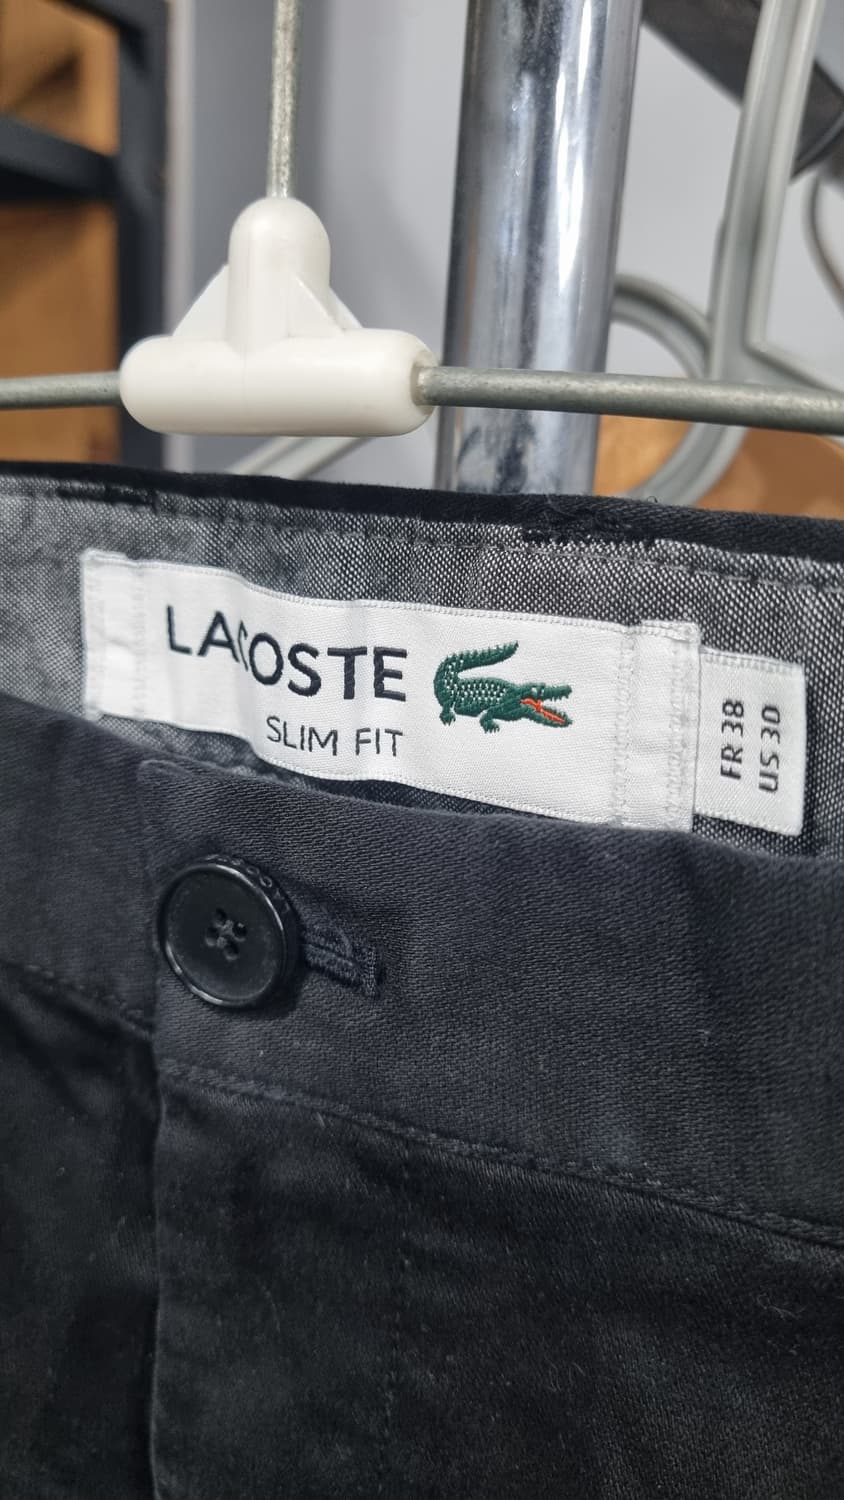 LACOSTE
SLIM FIT
FR 38
US 30